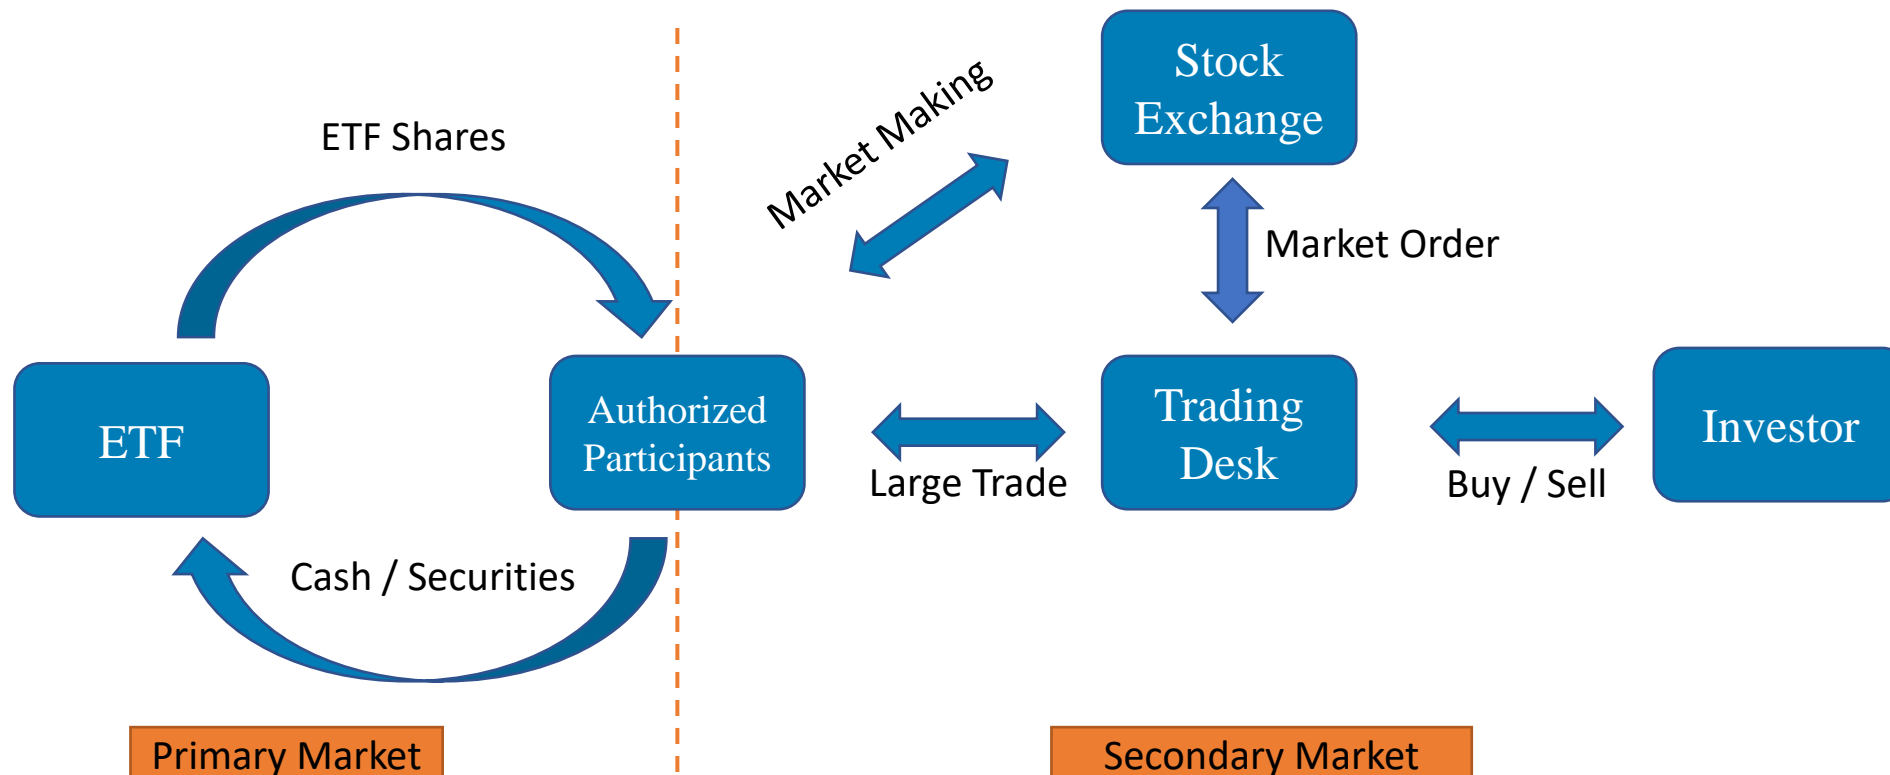 Stock
Exchange
Market Making
ETF Shares
Market Order
ETF
Authorized
Participants
Large Trade
Trading
Desk
Buy / Sell
Investor
Cash / Securities
Primary Market
Secondary Market